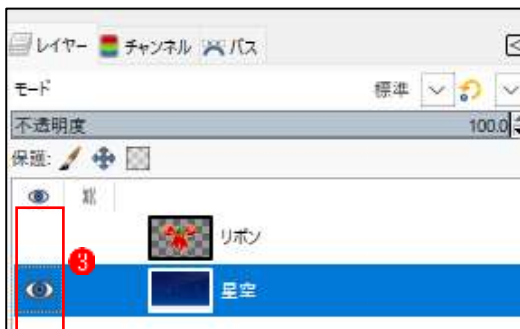 レイヤー チャンネル パス
モード 標準
不透明度 100.0
保護:
リボン
3
星空